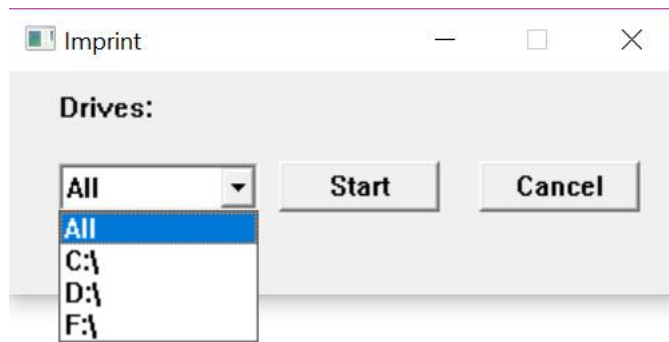 Imprint
Drives:
All Start Cancel
All
C:\
D:\
F:\